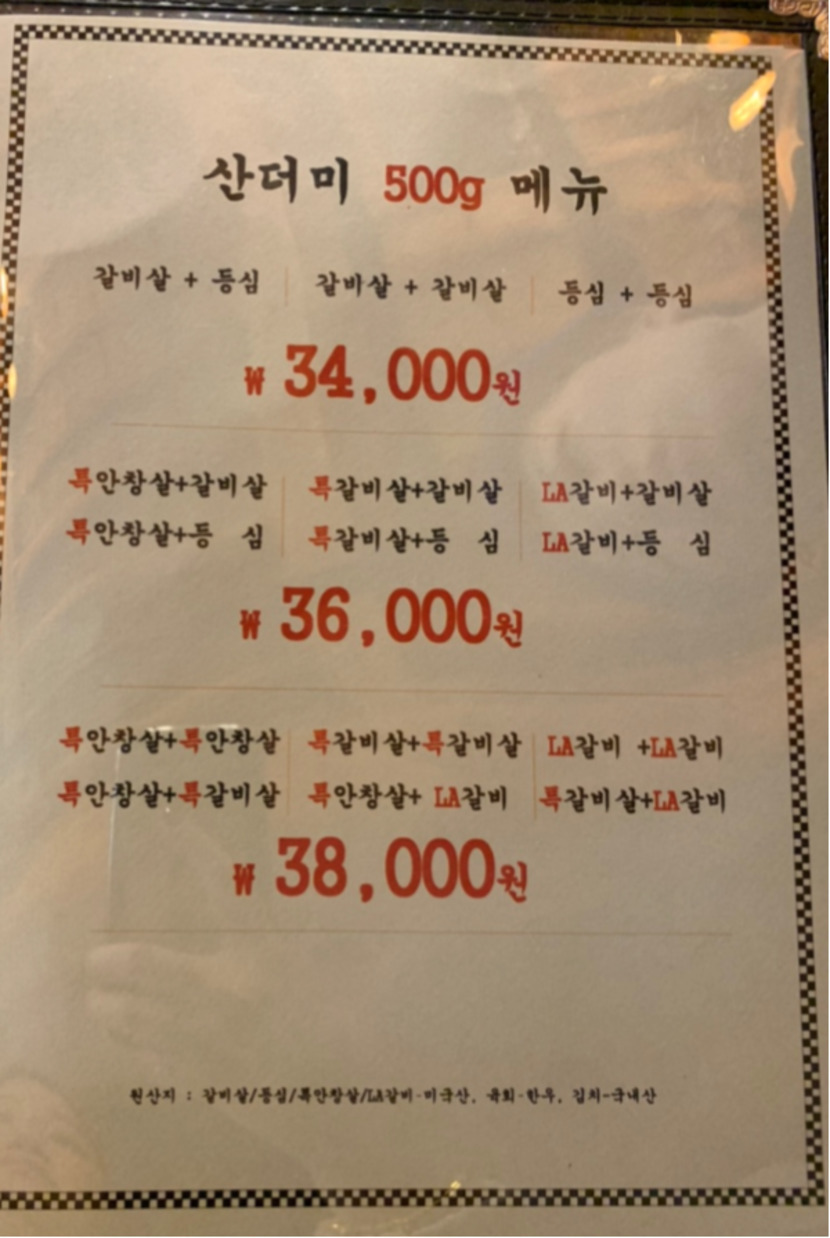 산더미 500g 메뉴
갈비살 + 등심 갈비살 + 갈비살 등심 + 등심
₩ 34,000원
특안창살+갈비살 특갈비살+갈비살 LA갈비+갈비살
특안창살+등 심 특갈비살+등 심 LA갈비+등 심
₩ 36,000원
특안창살+특안창살 특갈비살+특갈비살 LA갈비 +LA갈비
특안창살+특갈비살 특안창살+ LA갈비 특갈비살+LA갈비
₩ 38,000원
원산지 : 갈비살/등심/특안창살/LA갈비-미국산, 육회-한우, 김치-국내산